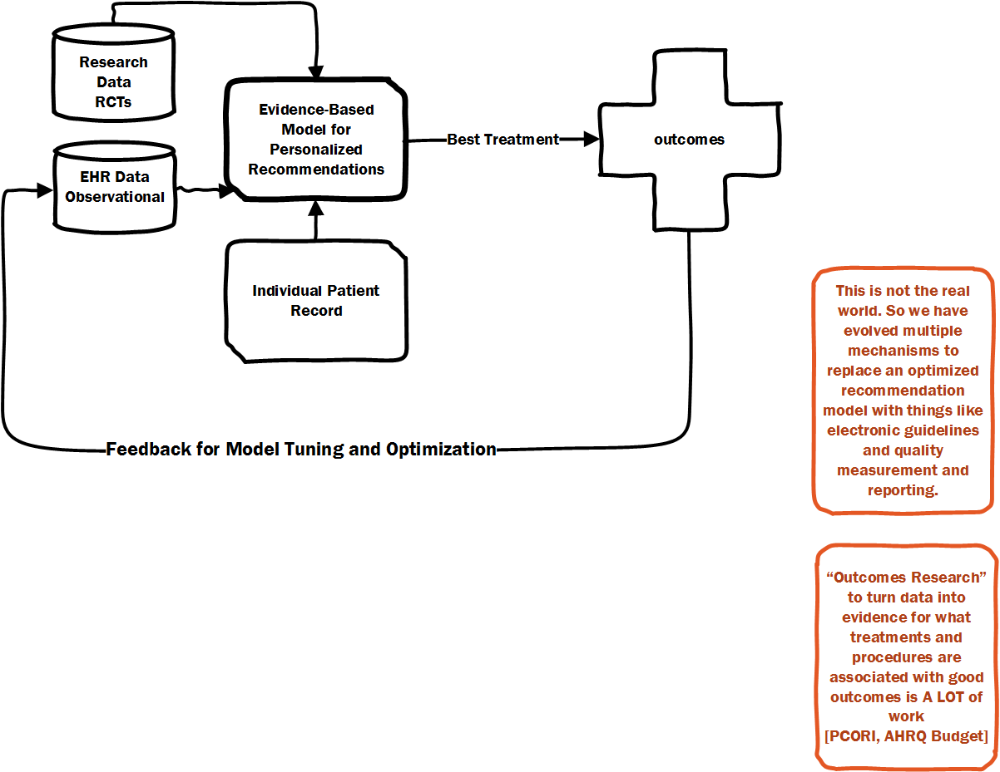 Research
Data
RCTs
Evidence-Based
Model for
Personalized
Recommendations
Best Treatment
outcomes
EHR Data
Observational
Individual Patient
Record
Feedback for Model Tuning and Optimization
This is not the real
world. So we have
evolved multiple
mechanisms to
replace an optimized
recommendation
model with things like
electronic guidelines
and quality
measurement and
reporting.
“Outcomes Research”
to turn data into
evidence for what
treatments and
procedures are
associated with good
outcomes is A LOT of
work
[PCORI, AHRQ Budget]